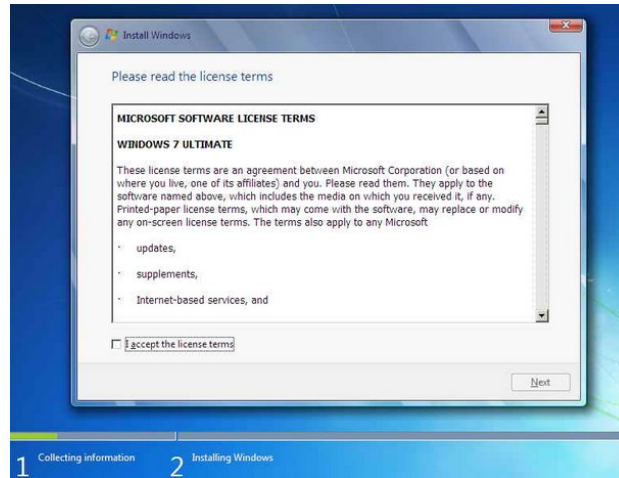 Install Windows
Please read the license terms
MICROSOFT SOFTWARE LICENSE TERMS
WINDOWS 7 ULTIMATE
These license terms are an agreement between Microsoft Corporation (or based on
where you live, one of its affiliates) and you. Please read them. They apply to the
software named above, which includes the media on which you received it, if any.
Printed-paper license terms, which may come with the software, may replace or modify
any on-screen license terms. The terms also apply to any Microsoft
· updates,
· supplements,
· Internet-based services, and
I accept the license terms
Next
1 Collecting information 2 Installing Windows